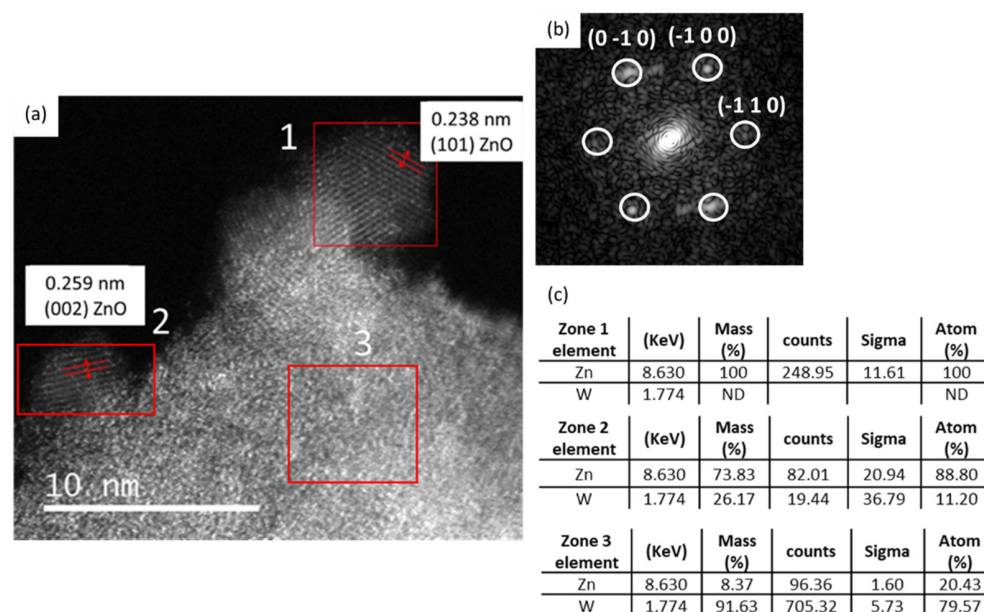 (a)
1
0.238 nm
(101) ZnO
0.259 nm
(002) ZnO
2
3
10 nm
(b)
(0 -1 0)
(-1 0 0)
(-1 1 0)
(c)
Zone 1 element (KeV) Mass (%) counts Sigma Atom (%)
Zn 8.630 100 248.95 11.61 100
W 1.774 ND ND
Zone 2 element (KeV) Mass (%) counts Sigma Atom (%)
Zn 8.630 73.83 82.01 20.94 88.80
W 1.774 26.17 19.44 36.79 11.20
Zone 3 element (KeV) Mass (%) counts Sigma Atom (%)
Zn 8.630 8.37 96.36 1.60 20.43
W 1.774 91.63 705.32 5.73 79.57